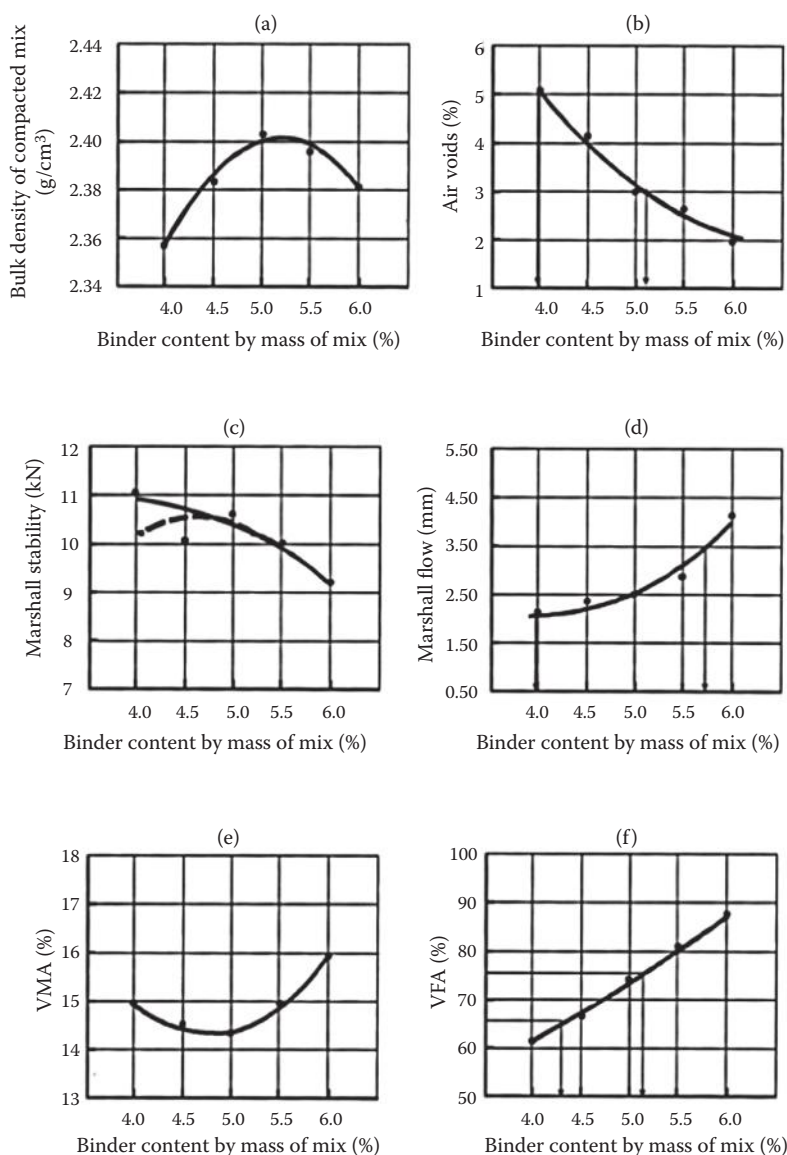 (a)
Bulk density of compacted mix
(g/cm³)
2.44
2.42
2.40
2.38
2.36
2.34
4.0 4.5 5.0 5.5 6.0
Binder content by mass of mix (%)
(b)
Air voids (%)
6
5
4
3
2
1
4.0 4.5 5.0 5.5 6.0
Binder content by mass of mix (%)
(c)
Marshall stability (kN)
12
11
10
9
8
7
4.0 4.5 5.0 5.5 6.0
Binder content by mass of mix (%)
(d)
Marshall flow (mm)
5.50
4.50
3.50
2.50
1.50
0.50
4.0 4.5 5.0 5.5 6.0
Binder content by mass of mix (%)
(e)
VMA (%)
18
17
16
15
14
13
4.0 4.5 5.0 5.5 6.0
Binder content by mass of mix (%)
(f)
VFA (%)
100
90
80
70
60
50
4.0 4.5 5.0 5.5 6.0
Binder content by mass of mix (%)